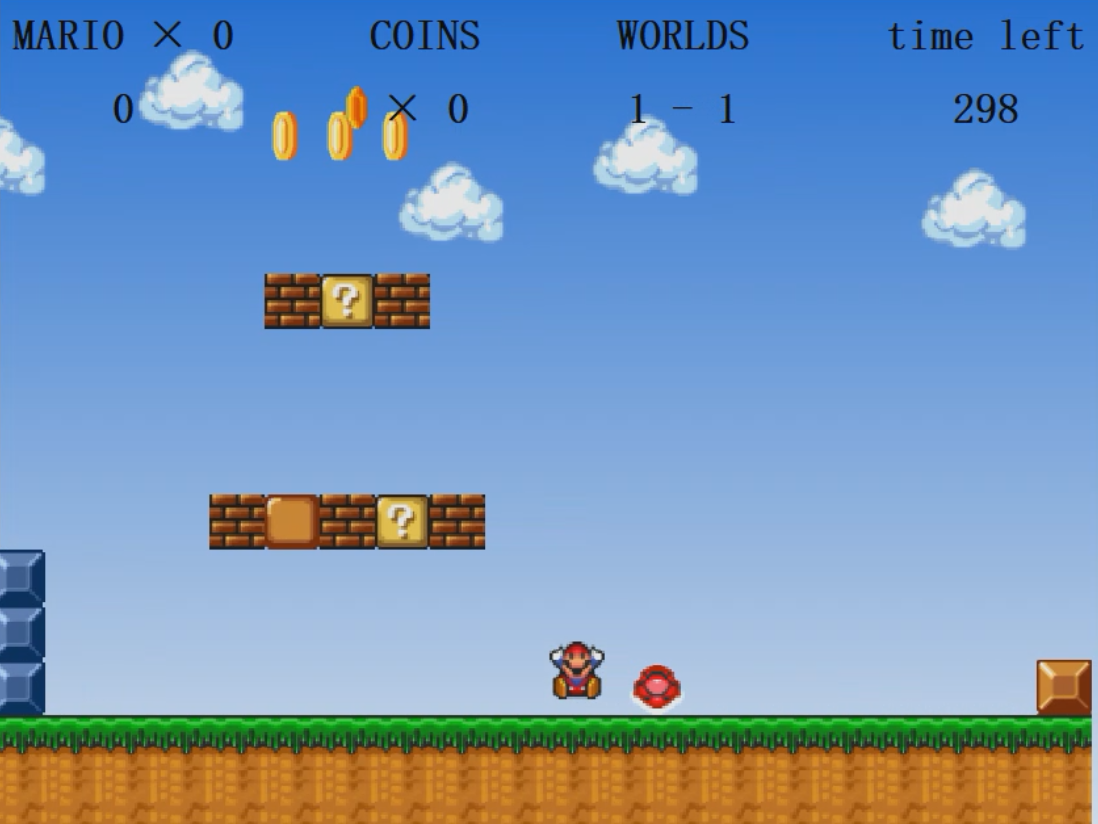 MARIO × 0 COINS WORLDS time left
0 × 0 1 - 1 298
?
?